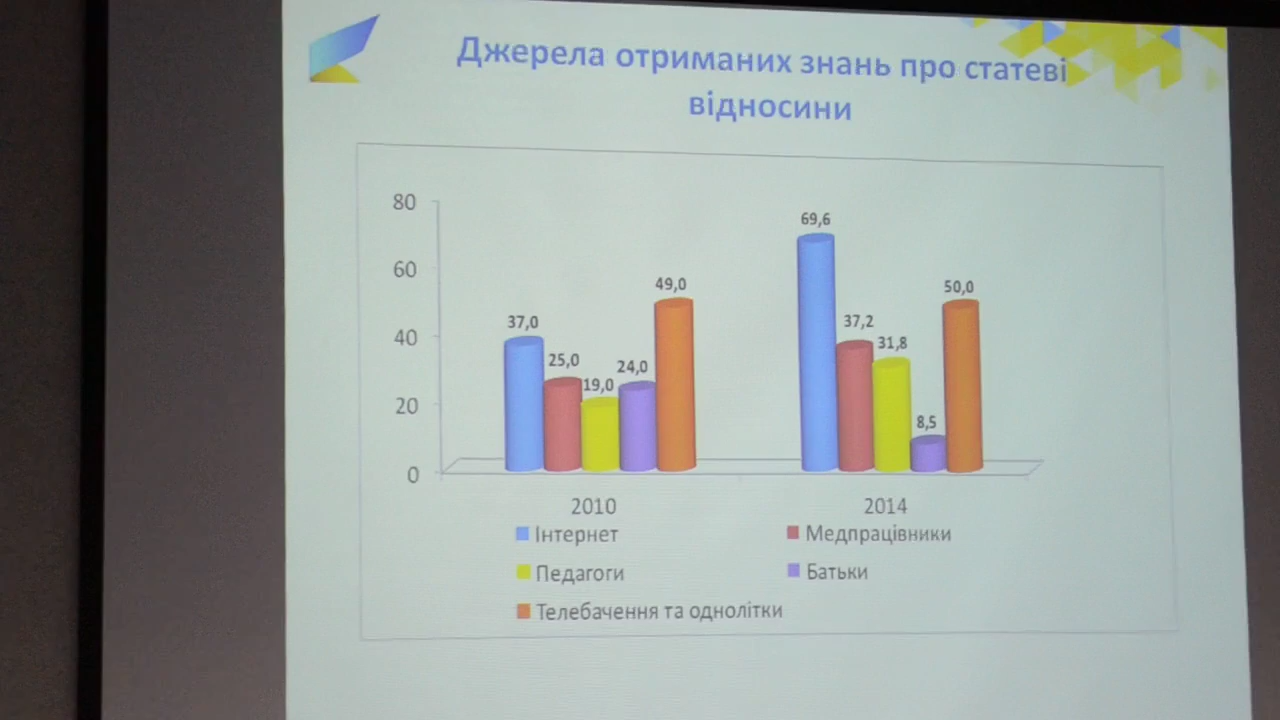 Джерела отриманих знань про статеві
відносини
80
60
40
20
0
37,0
25,0
19,0
24,0
49,0
69,6
37,2
31,8
8,5
50,0
2010
2014
Інтернет
Медпрацівники
Педагоги
Батьки
Телебачення та однолітки